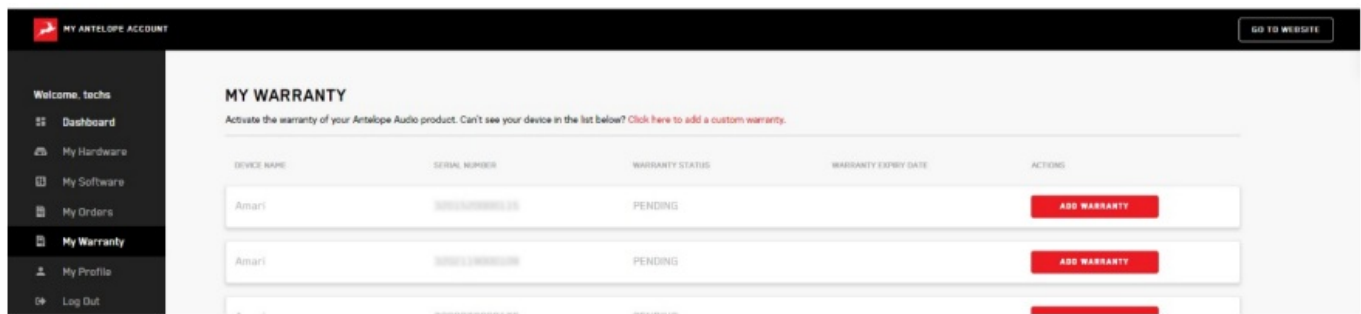 MY ANTELOPE ACCOUNT
GO TO WEBSITE
Welcome, techs
Dashboard
My Hardware
My Software
My Orders
My Warranty
My Profile
Log Out
MY WARRANTY
Activate the warranty of your Antelope Audio product. Can't see your device in the list below? Click here to add a custom warranty.
DEVICE NAME SERIAL NUMBER WARRANTY STATUS WARRANTY EXPIRY DATE ACTIONS
Amari PENDING ADD WARRANTY
Amari PENDING ADD WARRANTY